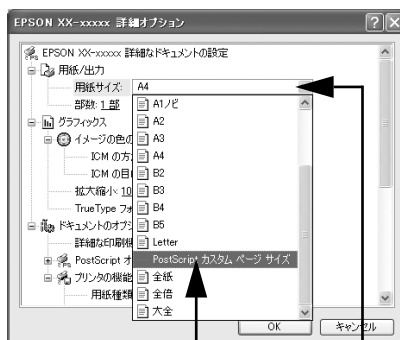 EPSON XX-xxxxx 詳細オプション
EPSON XX-xxxxx 詳細なドキュメントの設定
用紙/出力
用紙サイズ: A4
部数: 1 部
A1ノビ
A2
グラフィックス
A3
イメージの色の
A4
ICM の方
B2
ICM の目
B3
拡大縮小: 10
B4
TrueType フォ
B5
ドキュメントのオプシ
Letter
詳細な印刷機
PostScript カスタム ページ サイズ
PostScript オ
全紙
プリンタの機能
全倍
用紙種類
大全
OK キャンセル